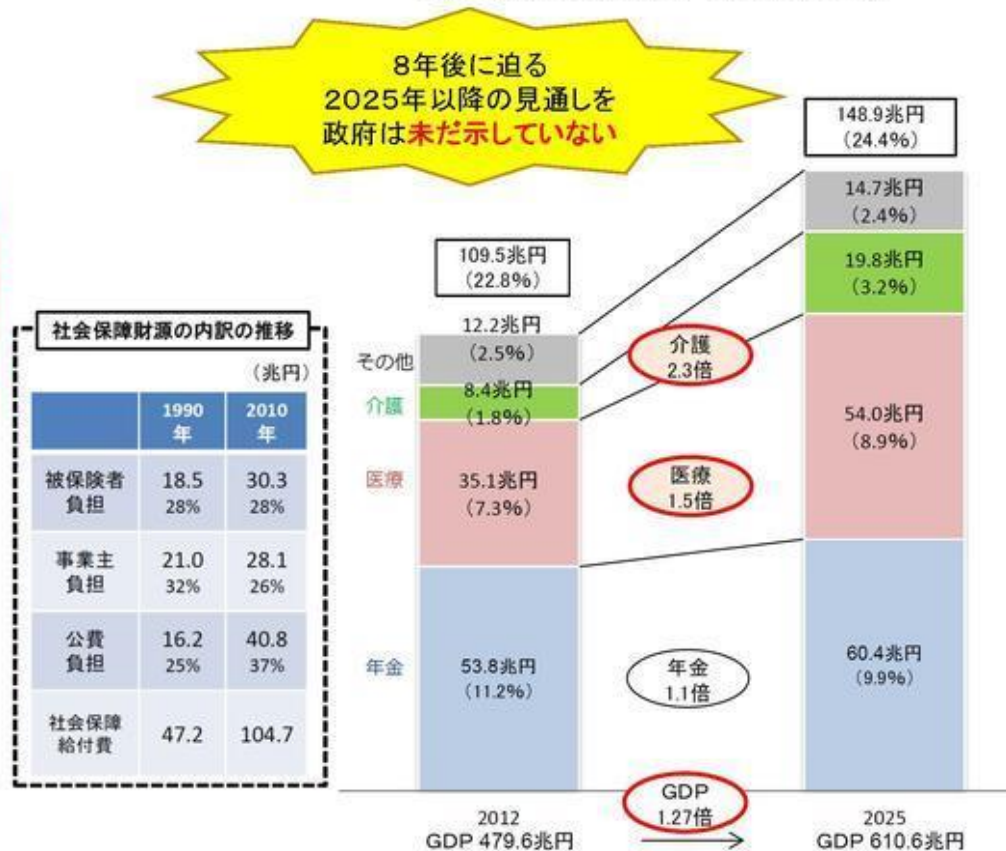 8年後に迫る
2025年以降の見通しを
政府は未だ示していない
148.9兆円
(24.4%)
14.7兆円
(2.4%)
19.8兆円
(3.2%)
54.0兆円
(8.9%)
60.4兆円
(9.9%)
109.5兆円
(22.8%)
その他
12.2兆円
(2.5%)
介護
8.4兆円
(1.8%)
医療
35.1兆円
(7.3%)
年金
53.8兆円
(11.2%)
介護
2.3倍
医療
1.5倍
年金
1.1倍
GDP
1.27倍
2012
GDP 479.6兆円
2025
GDP 610.6兆円
社会保障財源の内訳の推移
(兆円)
1990 2010
年 年
被保険者 18.5 30.3
負担 28% 28%
事業主 21.0 28.1
負担 32% 26%
公費 16.2 40.8
負担 25% 37%
社会保障
給付費 47.2 104.7